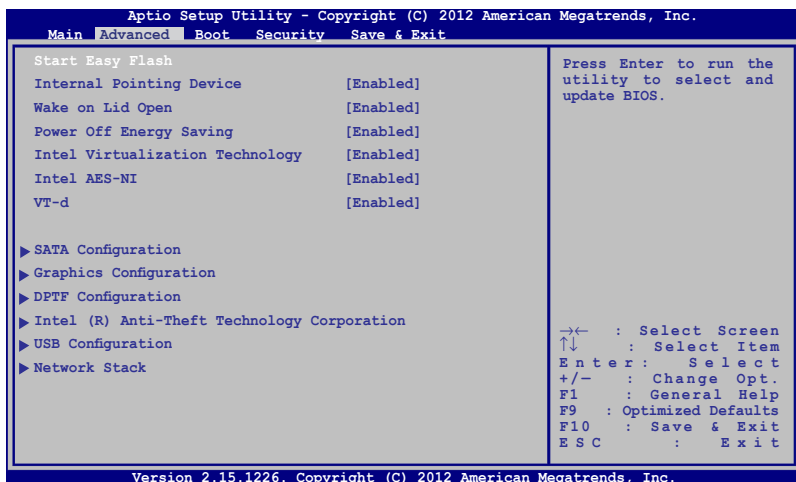 Aptio Setup Utility - Copyright (C) 2012 American Megatrends, Inc.
Main Advanced Boot Security Save & Exit
Start Easy Flash
Internal Pointing Device [Enabled]
Wake on Lid Open [Enabled]
Power Off Energy Saving [Enabled]
Intel Virtualization Technology [Enabled]
Intel AES-NI [Enabled]
VT-d [Enabled]
SATA Configuration
Graphics Configuration
DPTF Configuration
Intel (R) Anti-Theft Technology Corporation
USB Configuration
Network Stack
Press Enter to run the
utility to select and
update BIOS.
→← : Select Screen
↑↓ : Select Item
Enter: Select
+/— : Change Opt.
F1 : General Help
F9 : Optimized Defaults
F10 : Save & Exit
ESC : Exit
Version 2.15.1226. Copyright (C) 2012 American Megatrends, Inc.